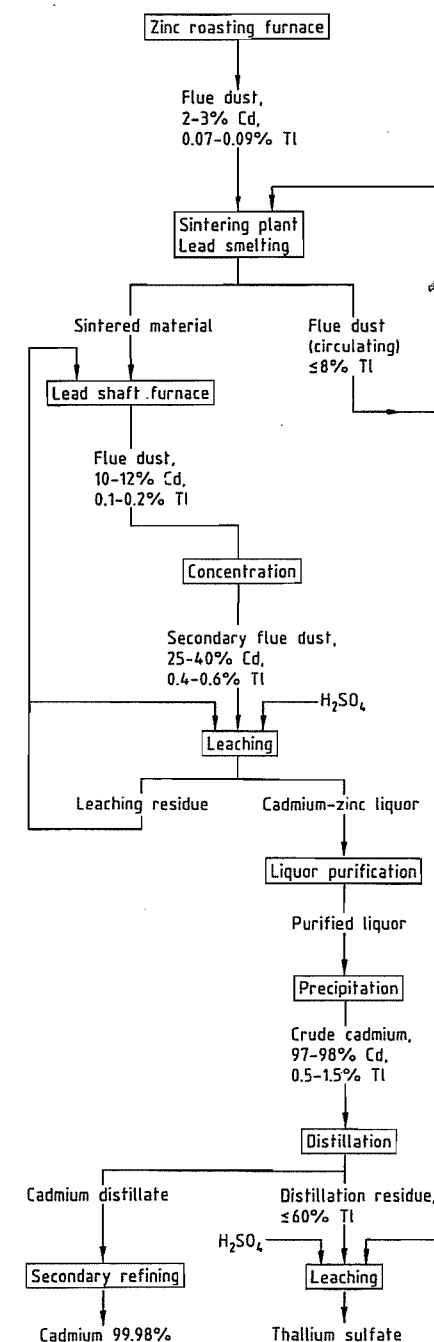 Zinc roasting furnace
Flue dust,
2-3% Cd,
0.07-0.09% Tl
Sintering plant
Lead smelting
Sintered material
Flue dust
(circulating)
≤8% Tl
Lead shaft furnace
Flue dust,
10-12% Cd,
0.1-0.2% Tl
Concentration
Secondary flue dust,
25-40% Cd,
0.4-0.6% Tl
H₂SO₄
Leaching
Leaching residue
Cadmium-zinc liquor
Liquor purification
Purified liquor
Precipitation
Crude cadmium,
97-98% Cd,
0.5-1.5% Tl
Distillation
Cadmium distillate
Distillation residue,
≤60% Tl
H₂SO₄
Secondary refining
Leaching
Cadmium 99.98%
Thallium sulfate